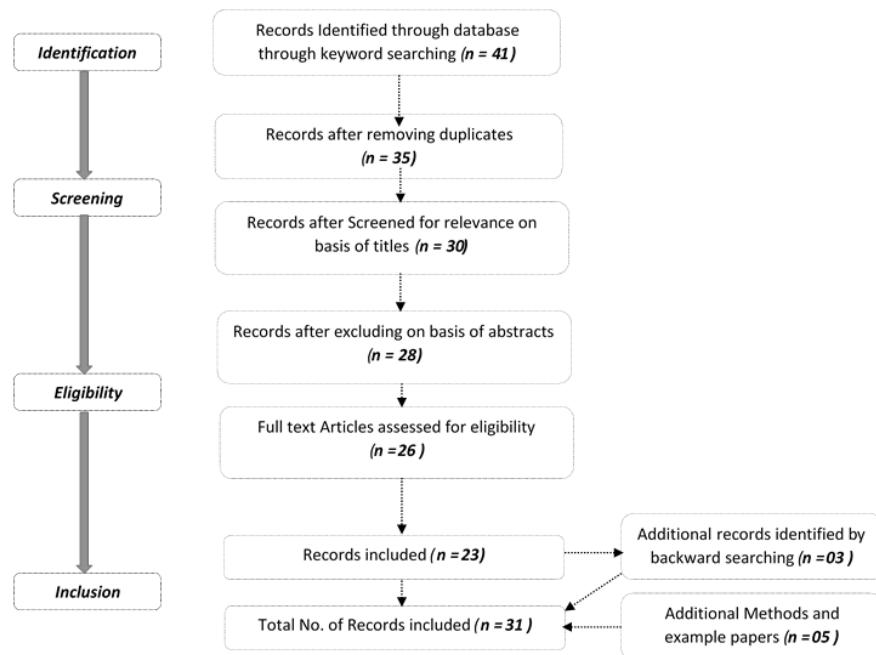 Identification
Records Identified through database
through keyword searching (n = 41)
Records after removing duplicates
(n = 35)
Screening
Records after Screened for relevance on
basis of titles (n = 30)
Records after excluding on basis of abstracts
(n = 28)
Eligibility
Full text Articles assessed for eligibility
(n =26 )
Records included (n =23)
Additional records identified by
backward searching (n =03 )
Inclusion
Total No. of Records included (n = 31 )
Additional Methods and
example papers (n =05 )